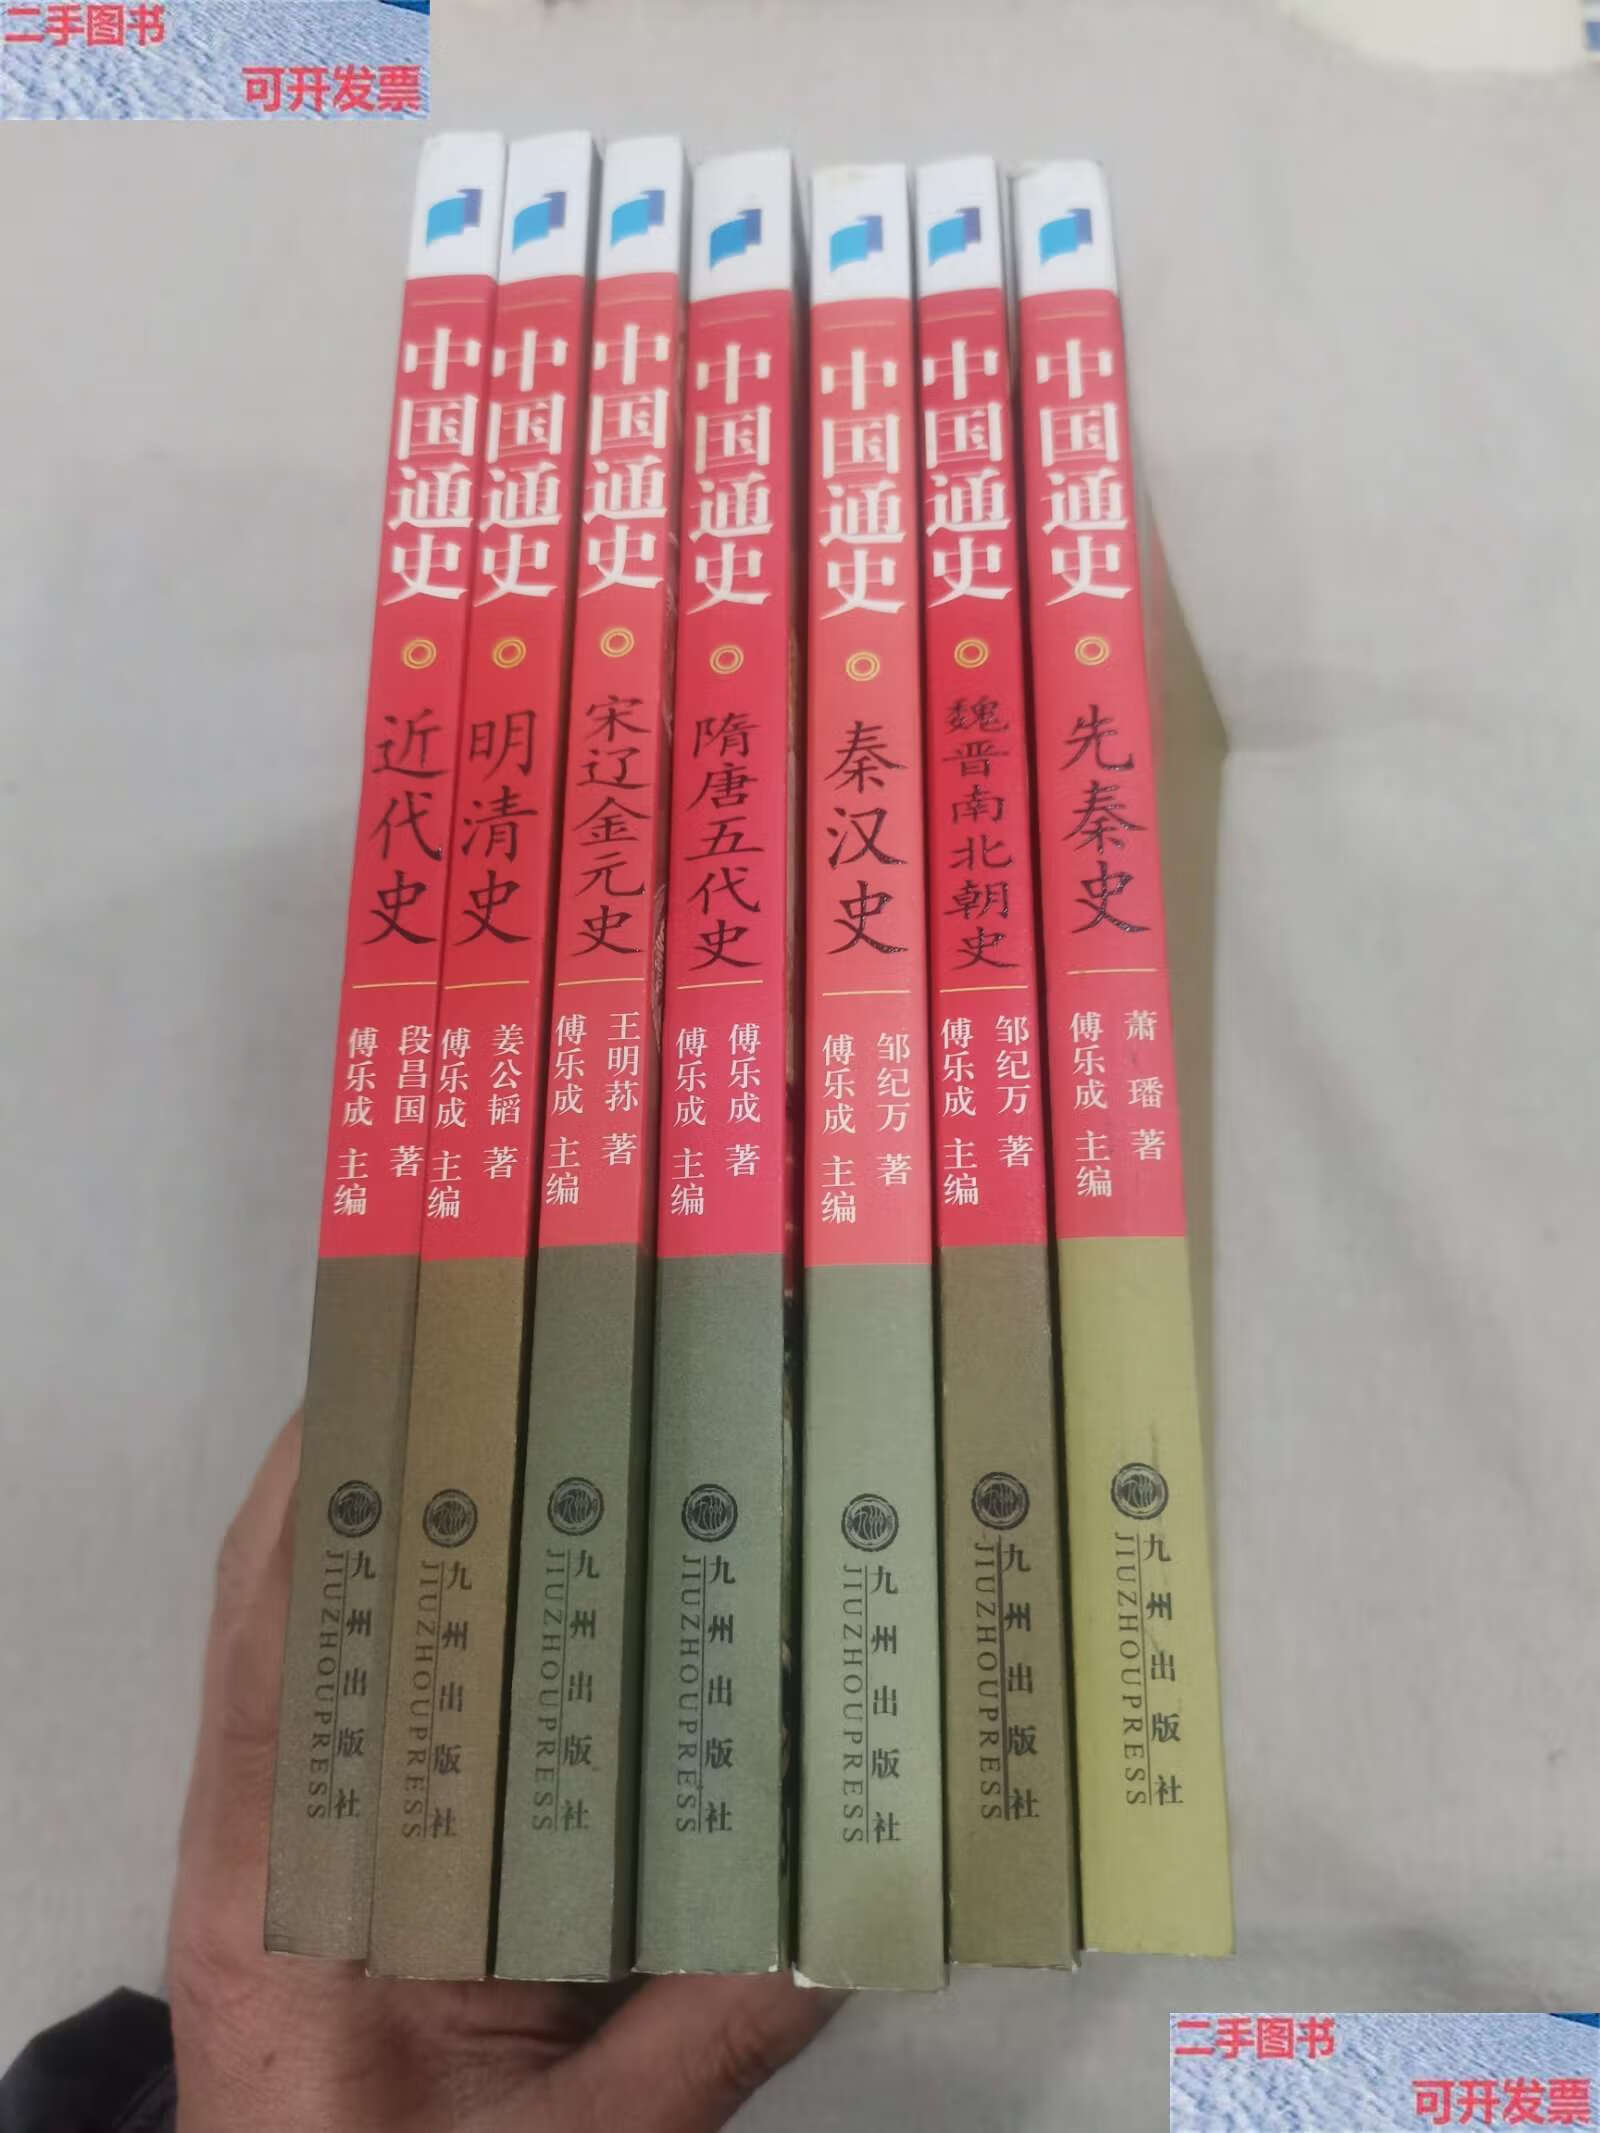 二手图书
可开发票
中国通史
近代史
段昌国 著
傅乐成 主编
九州出版社
JIUZHOUPRESS
中国通史
明清史
姜公韬 著
傅乐成 主编
九州出版社
JIUZHOUPRESS
中国通史
宋辽金元史
王明荪 著
傅乐成 主编
九州出版社
JIUZHOUPRESS
中国通史
隋唐五代史
傅乐成 著
傅乐成 主编
九州出版社
JIUZHOUPRESS
中国通史
秦汉史
邹纪万 著
傅乐成 主编
九州出版社
JIUZHOUPRESS
中国通史
魏晋南北朝史
邹纪万 著
傅乐成 主编
九州出版社
JIUZHOUPRESS
中国通史
先秦史
萧 璠 著
傅乐成 主编
九州出版社
JIUZHOUPRESS
二手图书
可开发票